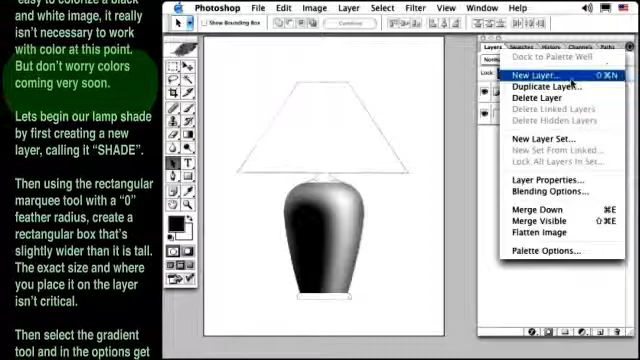 easy to colorize a black
and white image, it really
isn't necessary to work
with color at this point.
But don't worry colors
coming very soon.
Lets begin our lamp shade
by first creating a new
layer, calling it "SHADE".
Then using the rectangular
marquee tool with a "0"
feather radius, create a
rectangular box that's
slightly wider than it is tall.
The exact size and where
you place it on the layer
isn't critical.
Then select the gradient
tool and in the options get
Photoshop File Edit Image Layer Select Filter View Window Help
Show Bounding Box
Layers Swatches History Channels Paths
Lock:
Dock to Palette Well
New Layer... ⇧⌘N
Duplicate Layer...
Delete Layer
Delete Linked Layers
Delete Hidden Layers
New Layer Set...
New Set From Linked...
Lock All Layers In Set...
Layer Properties...
Blending Options...
Merge Down ⌘E
Merge Visible ⇧⌘E
Flatten Image
Palette Options...